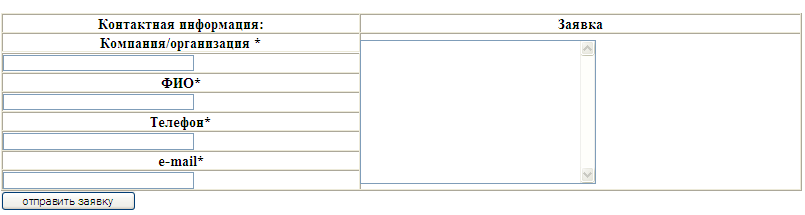 Контактная информация:
Заявка
Компания/организация *
ФИО*
Телефон*
e-mail*
отправить заявку